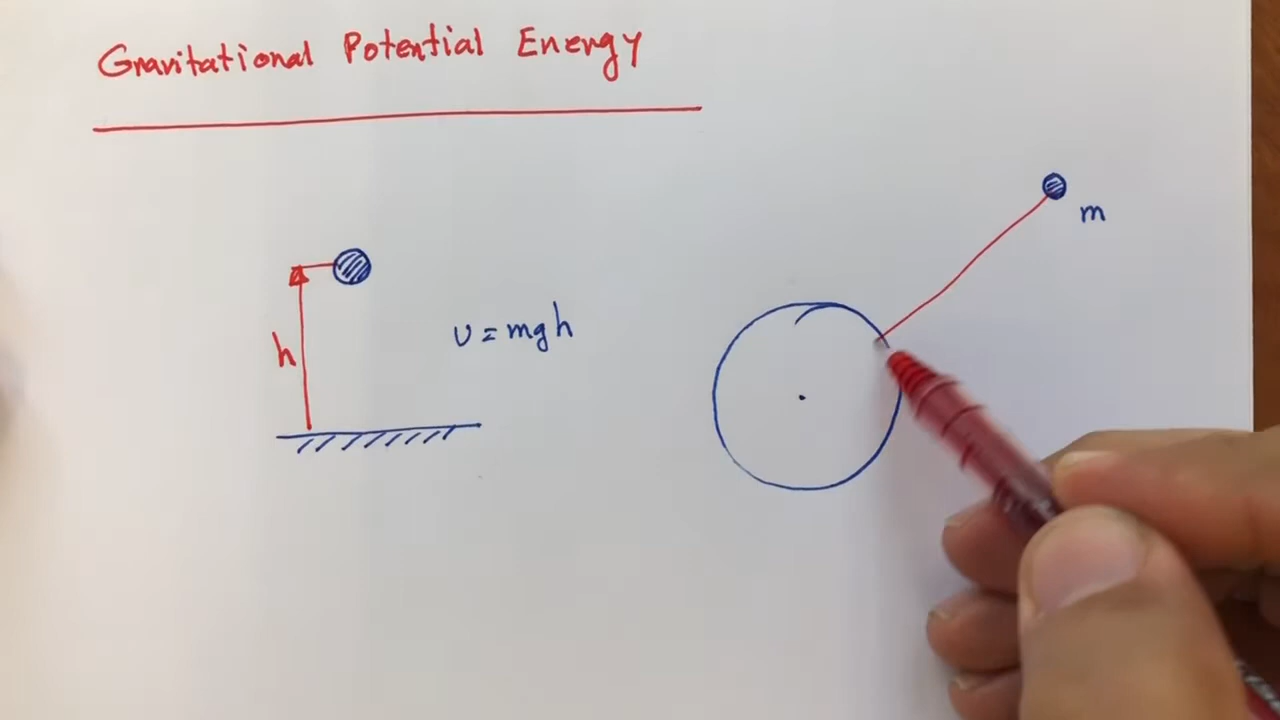 Gravitational Potential Energy
h
U = mgh
m